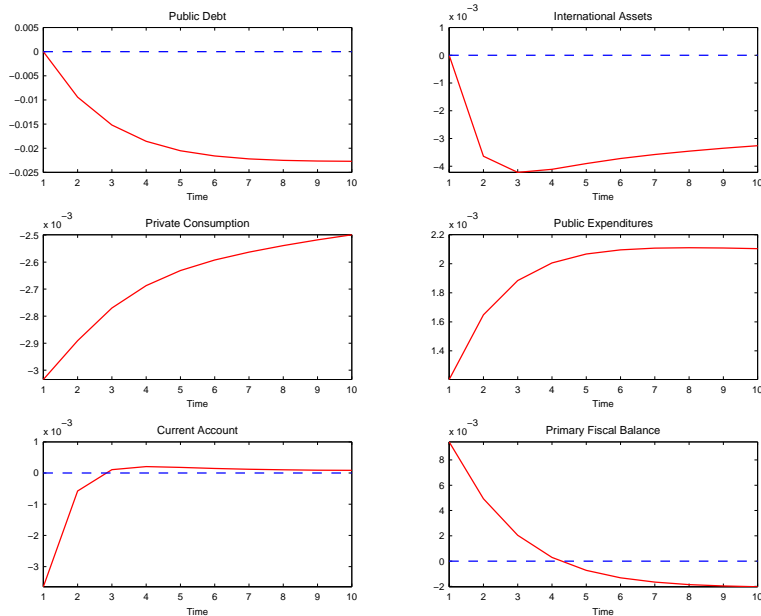 Public Debt
0.005
0
−0.005
−0.01
−0.015
−0.02
−0.025
1 2 3 4 5 6 7 8 9 10
Time
International Assets
x 10^−3
1
0
−1
−2
−3
−4
1 2 3 4 5 6 7 8 9 10
Time
Private Consumption
x 10^−3
−2.5
−2.6
−2.7
−2.8
−2.9
−3
1 2 3 4 5 6 7 8 9 10
Time
Public Expenditures
x 10^−3
2.2
2
1.8
1.6
1.4
1 2 3 4 5 6 7 8 9 10
Time
Current Account
x 10^−3
1
0
−1
−2
−3
1 2 3 4 5 6 7 8 9 10
Time
Primary Fiscal Balance
x 10^−3
8
6
4
2
0
−2
1 2 3 4 5 6 7 8 9 10
Time